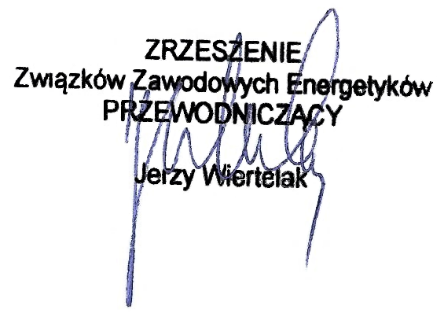 ZRZESZENIE
Związków Zawodowych Energetyków
PRZEWODNICZĄCY
Jerzy Wiertelak